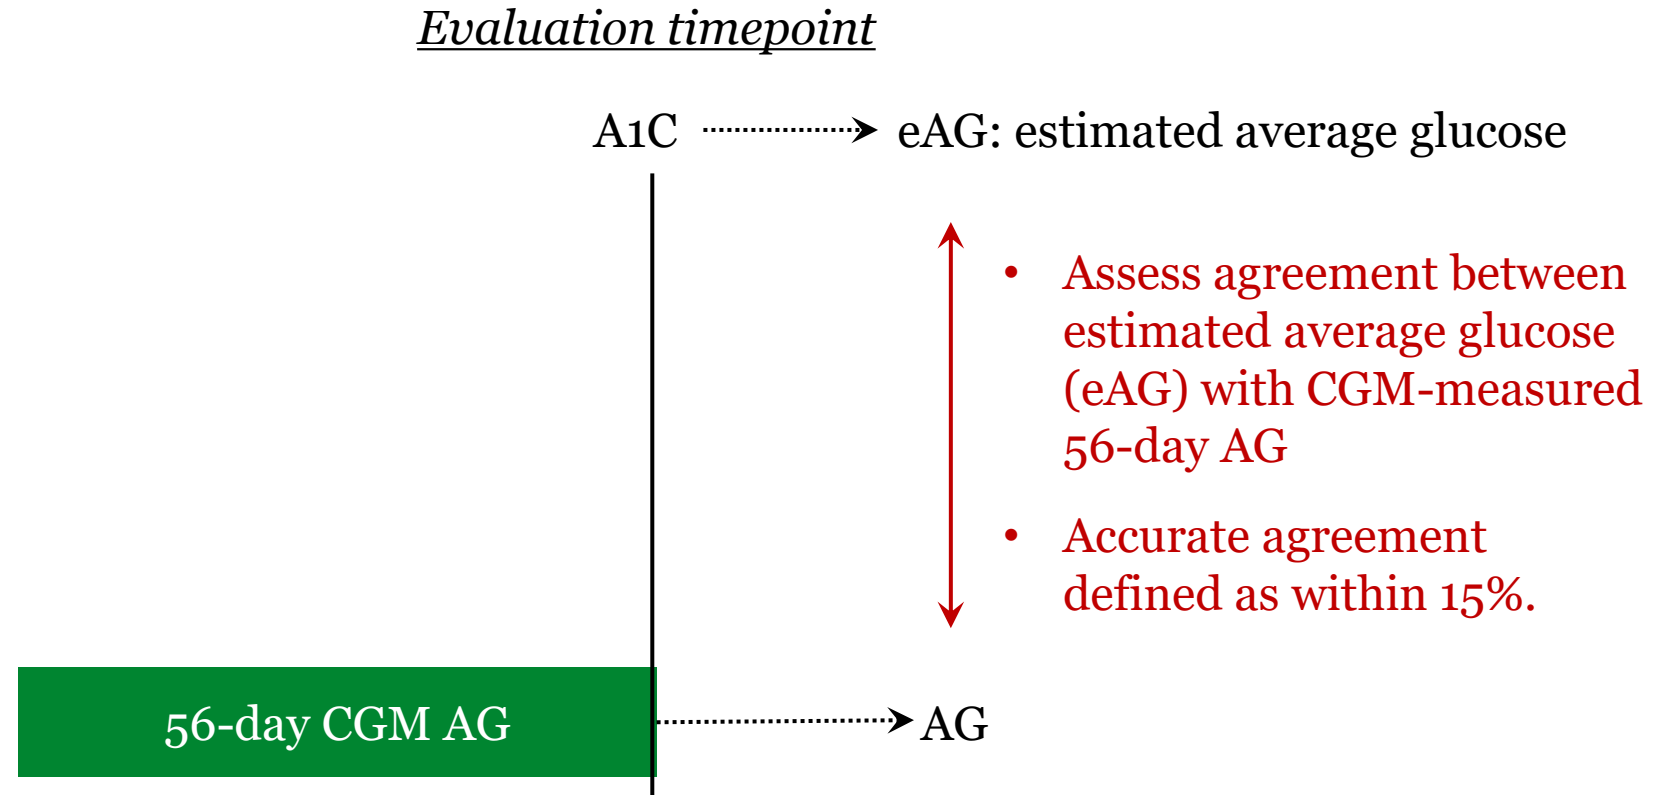 Evaluation timepoint
A1C
eAG: estimated average glucose
• Assess agreement between
estimated average glucose
(eAG) with CGM-measured
56-day AG
• Accurate agreement
defined as within 15%.
56-day CGM AG
AG